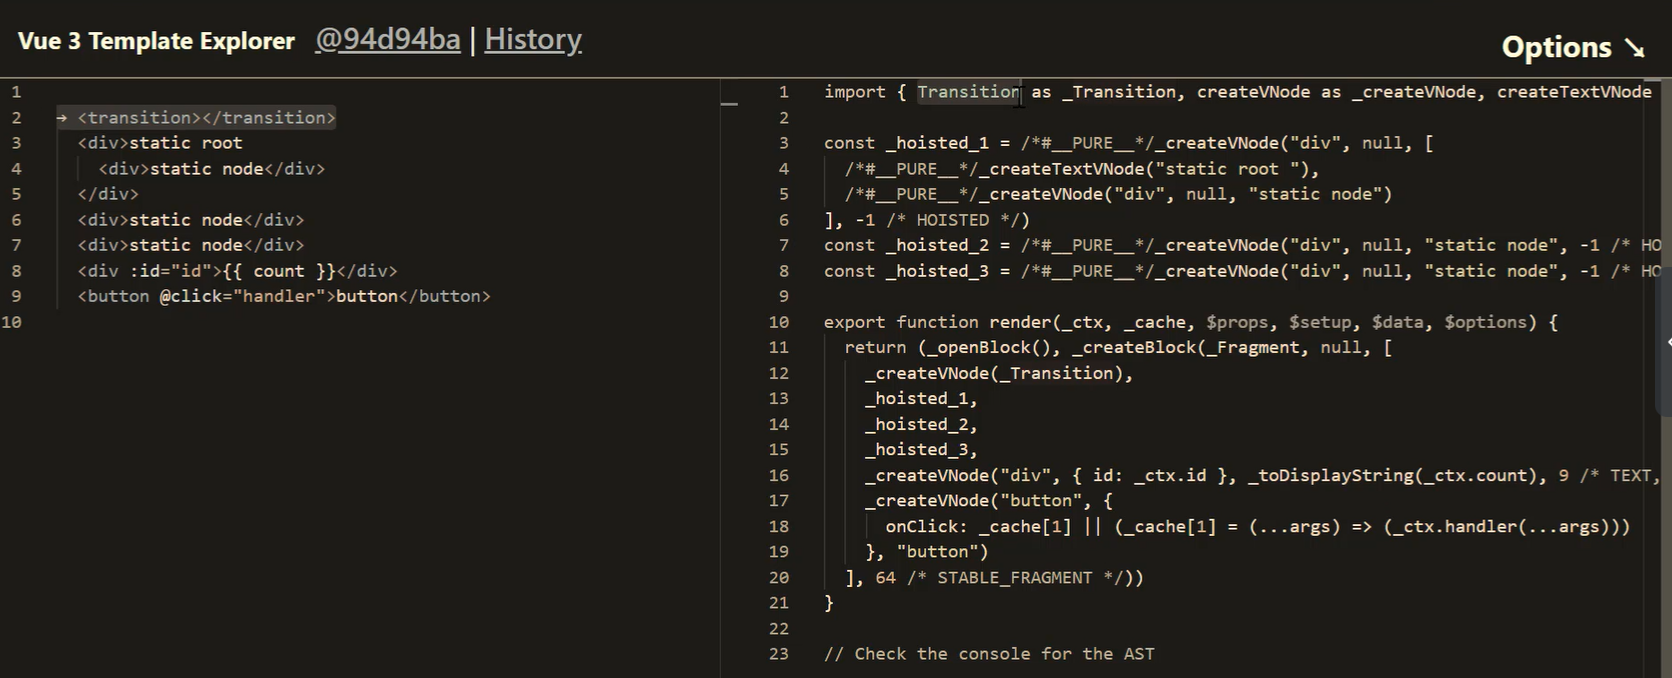 Vue 3 Template Explorer @94d94ba | History
Options ↘
1
2 → <transition></transition>
3 <div>static root
4 <div>static node</div>
5 </div>
6 <div>static node</div>
7 <div>static node</div>
8 <div :id="id">{{ count }}</div>
9 <button @click="handler">button</button>
10
1 import { Transition as _Transition, createVNode as _createVNode, createTextVNode
2
3 const _hoisted_1 = /*#__PURE__*/_createVNode("div", null, [
4 /*#__PURE__*/_createTextVNode("static root "),
5 /*#__PURE__*/_createVNode("div", null, "static node")
6 ], -1 /* HOISTED */)
7 const _hoisted_2 = /*#__PURE__*/_createVNode("div", null, "static node", -1 /* HO
8 const _hoisted_3 = /*#__PURE__*/_createVNode("div", null, "static node", -1 /* HO
9
10 export function render(_ctx, _cache, $props, $setup, $data, $options) {
11 return (_openBlock(), _createBlock(_Fragment, null, [
12 _createVNode(_Transition),
13 _hoisted_1,
14 _hoisted_2,
15 _hoisted_3,
16 _createVNode("div", { id: _ctx.id }, _toDisplayString(_ctx.count), 9 /* TEXT,
17 _createVNode("button", {
18 onClick: _cache[1] || (_cache[1] = (...args) => (_ctx.handler(...args)))
19 }, "button")
20 ], 64 /* STABLE_FRAGMENT */))
21 }
22
23 // Check the console for the AST